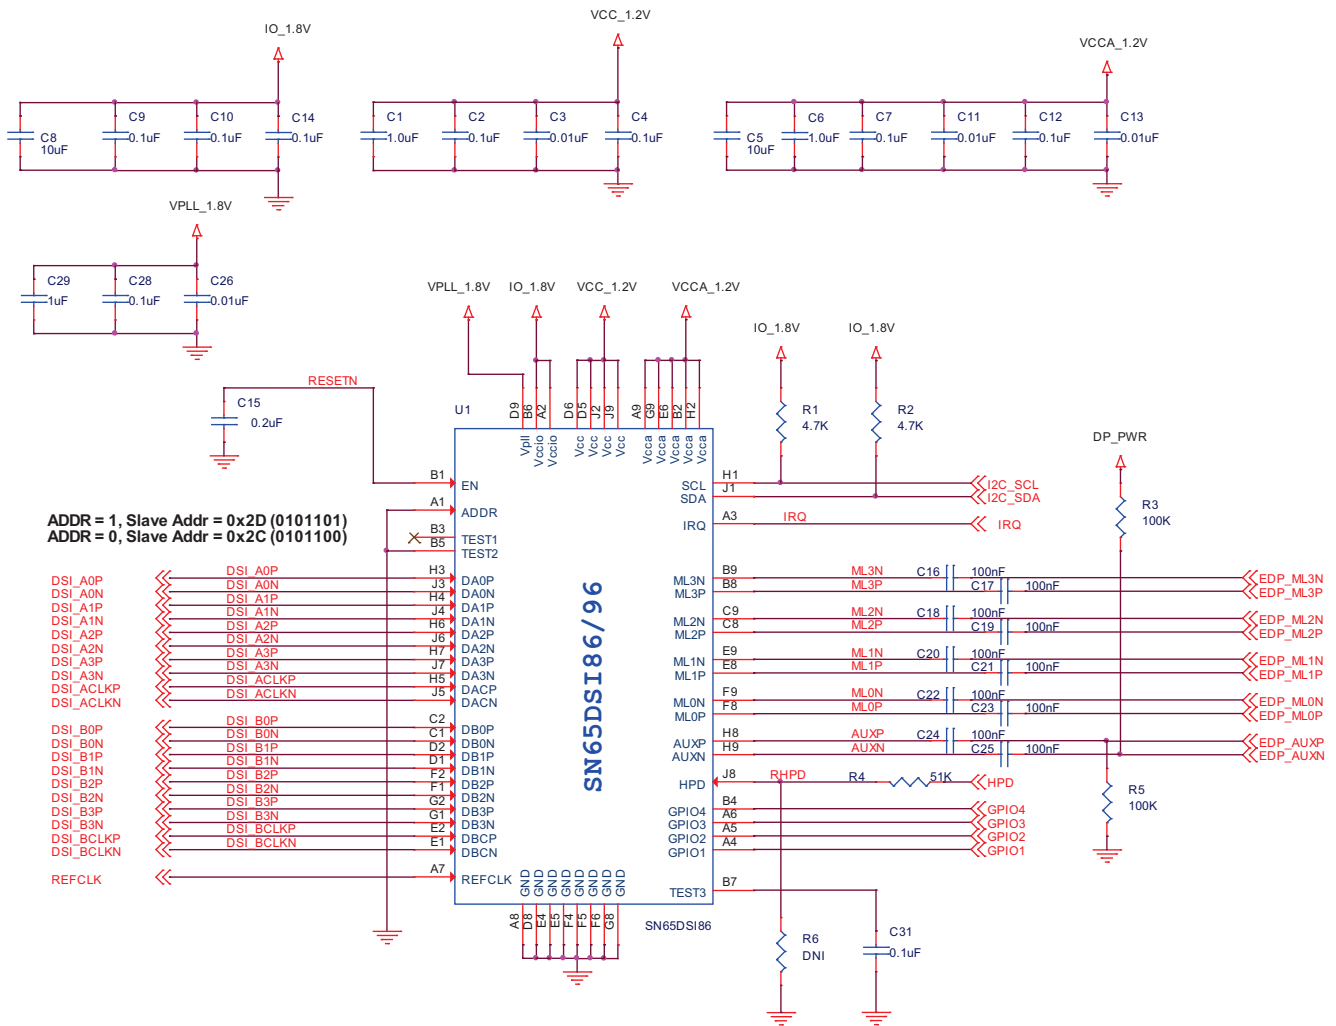 IO_1.8V
VCC_1.2V
VCCA_1.2V
C8
10uF
C9
0.1uF
C10
0.1uF
C14
0.1uF
C1
1.0uF
C2
0.1uF
C3
0.01uF
C4
0.1uF
C5
10uF
C6
1.0uF
C7
0.1uF
C11
0.01uF
C12
0.1uF
C13
0.01uF
VPLL_1.8V
C29
1uF
C28
0.1uF
C26
0.01uF
VPLL_1.8V
IO_1.8V
VCC_1.2V
VCCA_1.2V
IO_1.8V
IO_1.8V
RESETN
C15
0.2uF
U1
D9
B6
A2
D6
D5
J2
J9
A9
G9
E6
B2
H2
Vpll
Vccio
Vccio
Vcc
Vcc
Vcc
Vcc
Vcca
Vcca
Vcca
Vcca
Vcca
R1
4.7K
R2
4.7K
DP_PWR
R3
100K
B1
EN
A1
ADDR
B3
TEST1
B5
TEST2
ADDR = 1, Slave Addr = 0x2D (0101101)
ADDR = 0, Slave Addr = 0x2C (0101100)
H1
SCL
I2C_SCL
J1
SDA
I2C_SDA
A3
IRQ
IRQ
IRQ
DSI_A0P DSI_A0P H3 DA0P
DSI_A0N DSI_A0N J3 DA0N
DSI_A1P DSI_A1P H4 DA1P
DSI_A1N DSI_A1N J4 DA1N
DSI_A2P DSI_A2P H6 DA2P
DSI_A2N DSI_A2N J6 DA2N
DSI_A3P DSI_A3P H7 DA3P
DSI_A3N DSI_A3N J7 DA3N
DSI_ACLKP DSI_ACLKP H5 DACP
DSI_ACLKN DSI_ACLKN J5 DACN
DSI_B0P DSI_B0P C2 DB0P
DSI_B0N DSI_B0N C1 DB0N
DSI_B1P DSI_B1P D2 DB1P
DSI_B1N DSI_B1N D1 DB1N
DSI_B2P DSI_B2P F2 DB2P
DSI_B2N DSI_B2N F1 DB2N
DSI_B3P DSI_B3P G2 DB3P
DSI_B3N DSI_B3N G1 DB3N
DSI_BCLKP DSI_BCLKP E2 DBCP
DSI_BCLKN DSI_BCLKN E1 DBCN
REFCLK A7 REFCLK
SN65DSI86/96
ML3N B9 ML3N C16 100nF EDP_ML3N
ML3P B8 ML3P C17 100nF EDP_ML3P
ML2N C9 ML2N C18 100nF EDP_ML2N
ML2P C8 ML2P C19 100nF EDP_ML2P
ML1N E9 ML1N C20 100nF EDP_ML1N
ML1P E8 ML1P C21 100nF EDP_ML1P
ML0N F9 ML0N C22 100nF EDP_ML0N
ML0P F8 ML0P C23 100nF EDP_ML0P
AUXP H8 AUXP C24 100nF EDP_AUXP
AUXN H9 AUXN C25 100nF EDP_AUXN
HPD J8 RHPD R4 51K HPD
R5
100K
GPIO4 B4 GPIO4
GPIO3 A6 GPIO3
GPIO2 A5 GPIO2
GPIO1 A4 GPIO1
TEST3 B7
GND
GND
GND
GND
GND
GND
GND
GND
A8
D8
E4
E5
F4
F5
F6
G8
SN65DSI86
R6
DNI
C31
0.1uF